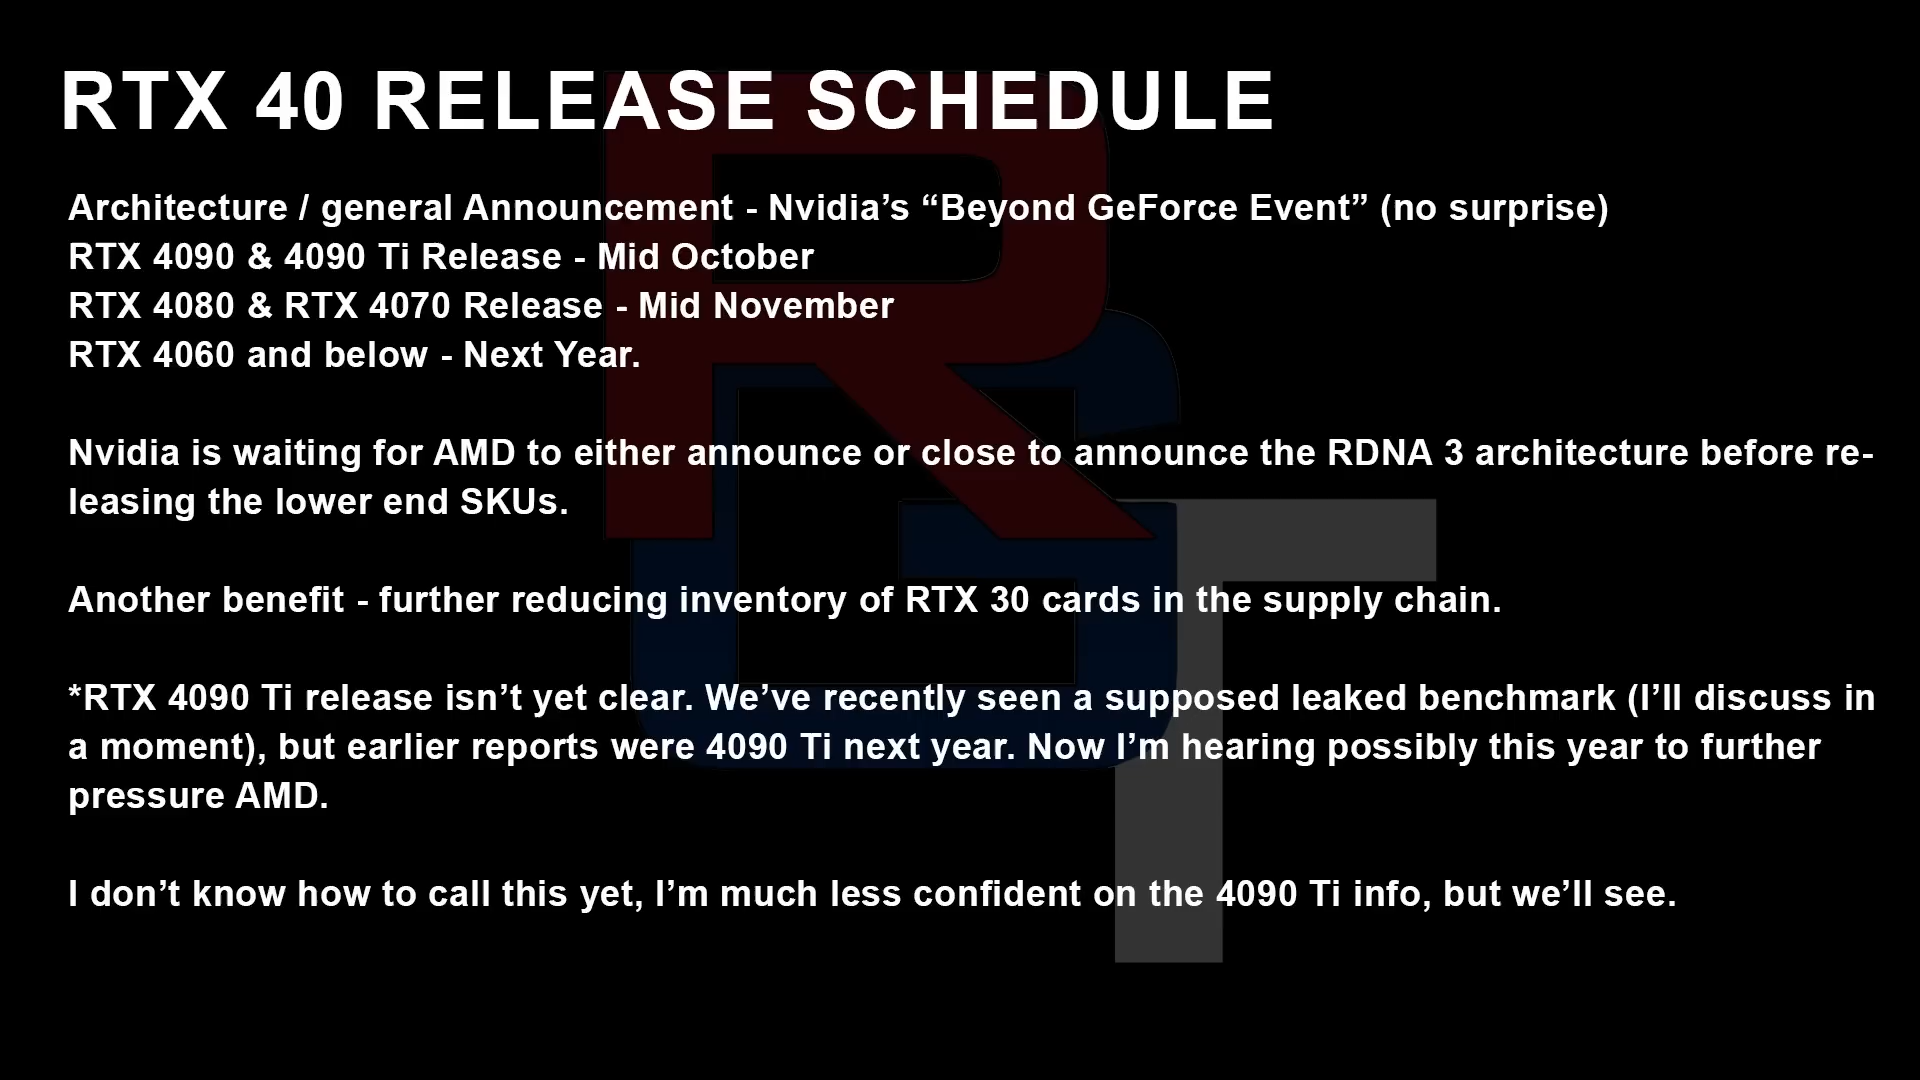 RTX 40 RELEASE SCHEDULE
Architecture / general Announcement - Nvidia’s “Beyond GeForce Event” (no surprise)
RTX 4090 & 4090 Ti Release - Mid October
RTX 4080 & RTX 4070 Release - Mid November
RTX 4060 and below - Next Year.
Nvidia is waiting for AMD to either announce or close to announce the RDNA 3 architecture before re-
leasing the lower end SKUs.
Another benefit - further reducing inventory of RTX 30 cards in the supply chain.
*RTX 4090 Ti release isn’t yet clear. We’ve recently seen a supposed leaked benchmark (I’ll discuss in
a moment), but earlier reports were 4090 Ti next year. Now I’m hearing possibly this year to further
pressure AMD.
I don’t know how to call this yet, I’m much less confident on the 4090 Ti info, but we’ll see.
RGT